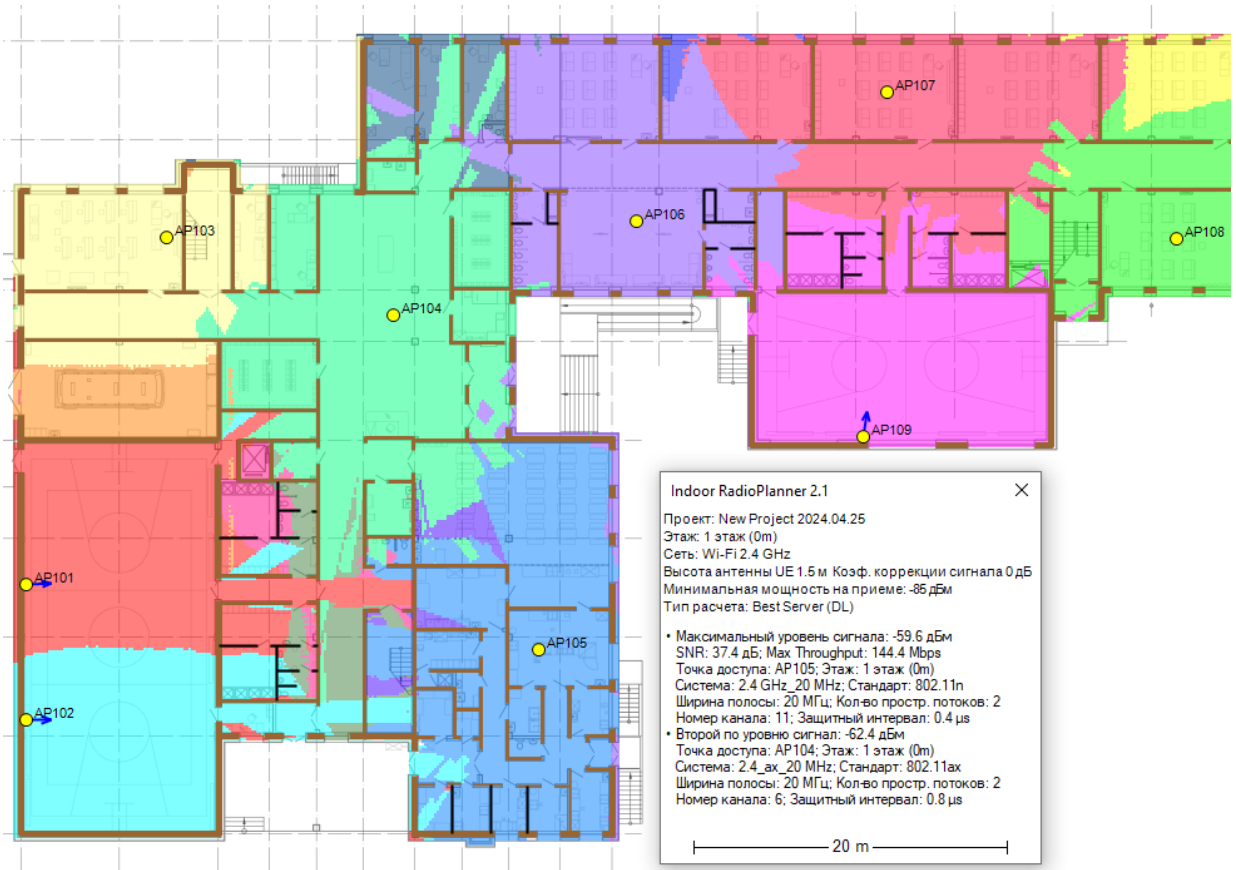 AP107
AP106
AP103
AP108
AP104
AP109
AP101
AP105
AP102
Indoor RadioPlanner 2.1
Проект: New Project 2024.04.25
Этаж: 1 этаж (0m)
Сеть: Wi-Fi 2.4 GHz
Высота антенны UE 1.5 м Коэф. коррекции сигнала 0 дБ
Минимальная мощность на приеме: -85 дБм
Тип расчета: Best Server (DL)
• Максимальный уровень сигнала: -59.6 дБм
SNR: 37.4 дБ; Max Throughput: 144.4 Mbps
Точка доступа: AP105; Этаж: 1 этаж (0m)
Система: 2.4 GHz_20 MHz; Стандарт: 802.11n
Ширина полосы: 20 МГц; Кол-во простр. потоков: 2
Номер канала: 11; Защитный интервал: 0.4 µs
• Второй по уровню сигнал: -62.4 дБм
Точка доступа: AP104; Этаж: 1 этаж (0m)
Система: 2.4_ax_20 MHz; Стандарт: 802.11ax
Ширина полосы: 20 МГц; Кол-во простр. потоков: 2
Номер канала: 6; Защитный интервал: 0.8 µs
20 m